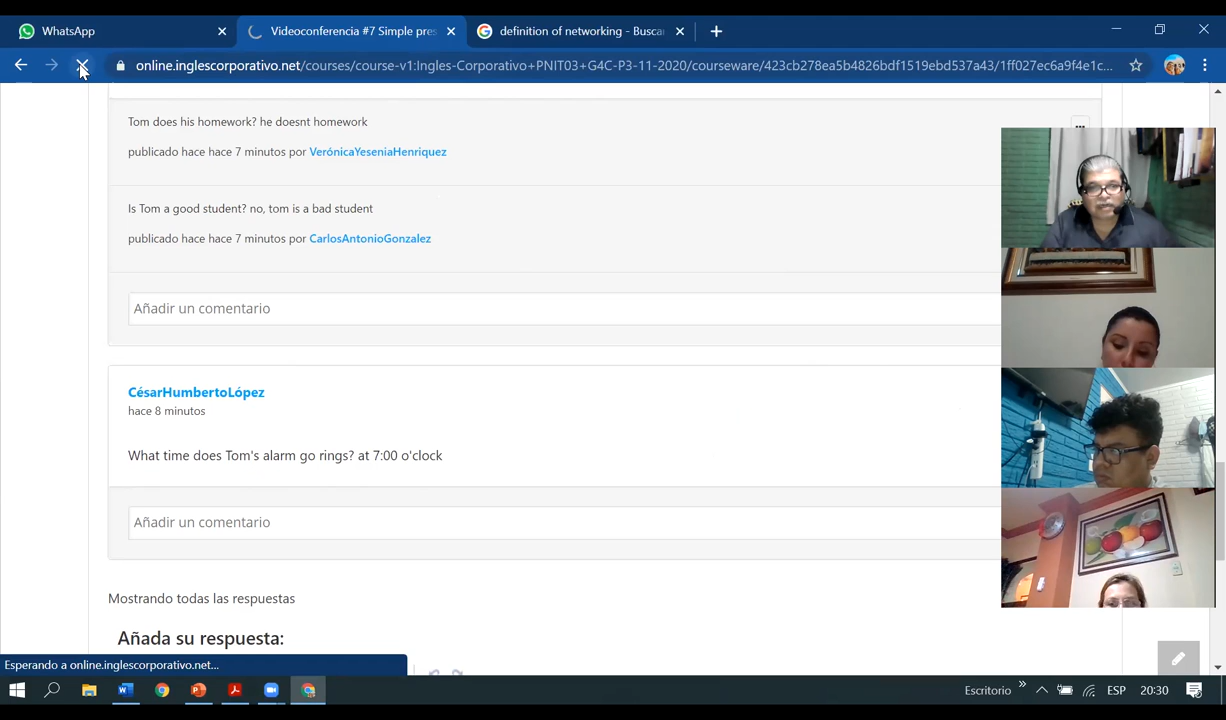 WhatsApp
Videoconferencia #7 Simple pres
definition of networking - Busca
online.inglescorporativo.net/courses/course-v1:Ingles-Corporativo+PNIT03+G4C-P3-11-2020/courseware/423cb278ea5b4826bdf1519ebd537a43/1ff027ec6a9f4e1c...
Tom does his homework? he doesnt homework
publicado hace hace 7 minutos por VerónicaYeseniaHenriquez
Is Tom a good student? no, tom is a bad student
publicado hace hace 7 minutos por CarlosAntonioGonzalez
Añadir un comentario
CésarHumbertoLópez
hace 8 minutos
What time does Tom's alarm go rings? at 7:00 o'clock
Añadir un comentario
Mostrando todas las respuestas
Añada su respuesta:
Esperando a online.inglescorporativo.net...
Escritorio
ESP
20:30